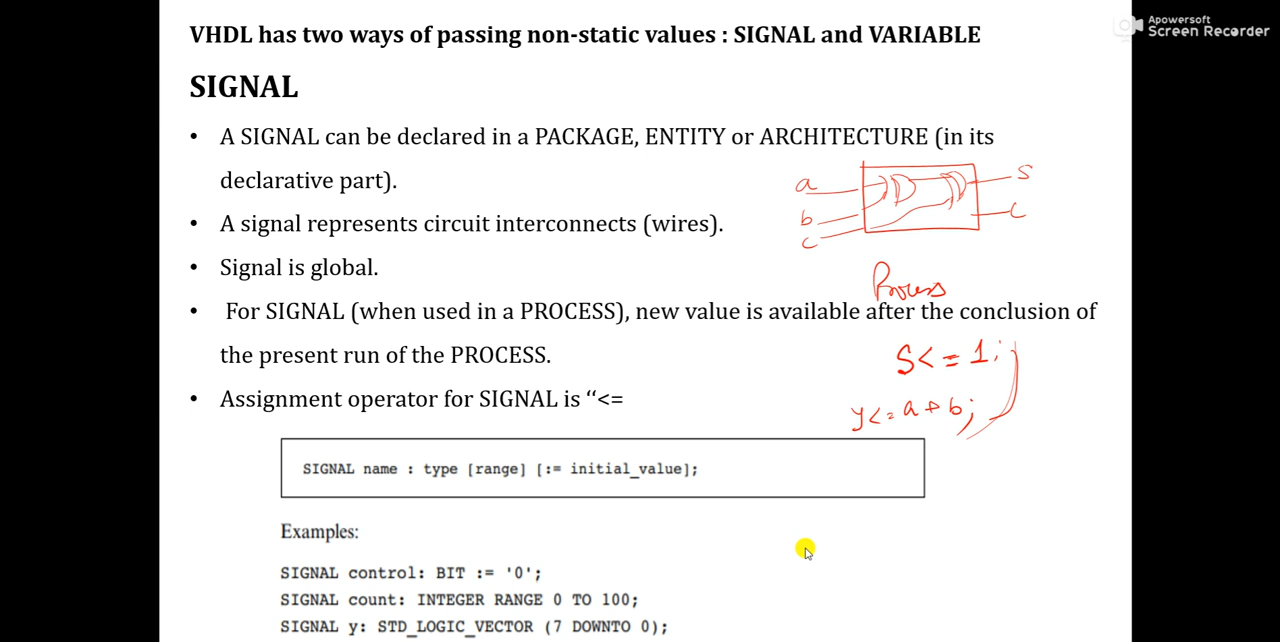 Apowersoft
Screen Recorder
VHDL has two ways of passing non-static values : SIGNAL and VARIABLE
SIGNAL
• A SIGNAL can be declared in a PACKAGE, ENTITY or ARCHITECTURE (in its
declarative part).
a
b
c
S
C
• A signal represents circuit interconnects (wires).
• Signal is global.
Process
• For SIGNAL (when used in a PROCESS), new value is available after the conclusion of
the present run of the PROCESS.
S<=1;
• Assignment operator for SIGNAL is “<=
y<=a+b;
SIGNAL name : type [range] [:= initial_value];
Examples:
SIGNAL control: BIT := '0';
SIGNAL count: INTEGER RANGE 0 TO 100;
SIGNAL y: STD_LOGIC_VECTOR (7 DOWNTO 0);